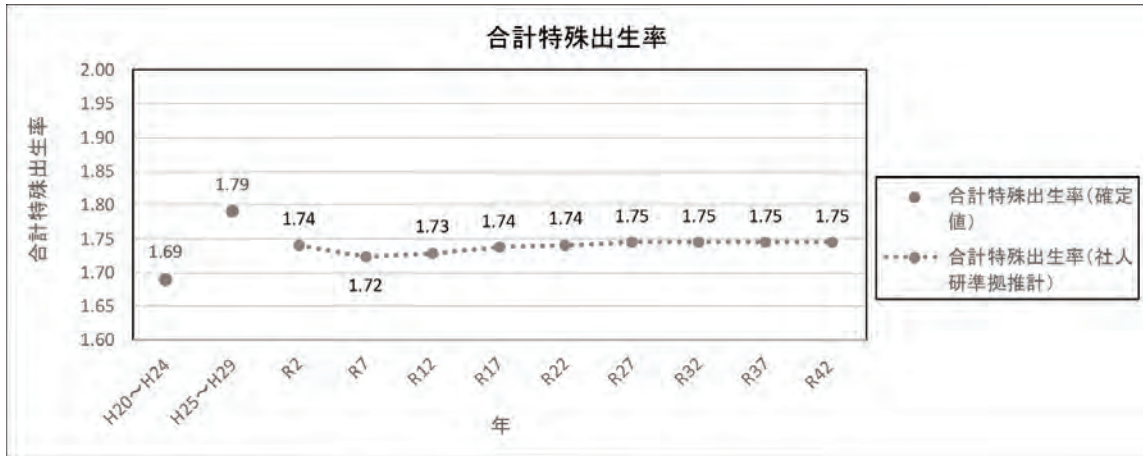 合計特殊出生率
合計特殊出生率
2.00
1.95
1.90
1.85
1.80
1.75
1.70
1.65
1.60
1.69
1.79
1.74
1.72
1.73
1.74
1.74
1.75
1.75
1.75
1.75
H20～H24
H25～H29
R2
R7
R12
R17
R22
R27
R32
R37
R42
年
合計特殊出生率(確定
値)
合計特殊出生率(社人
研準拠推計)